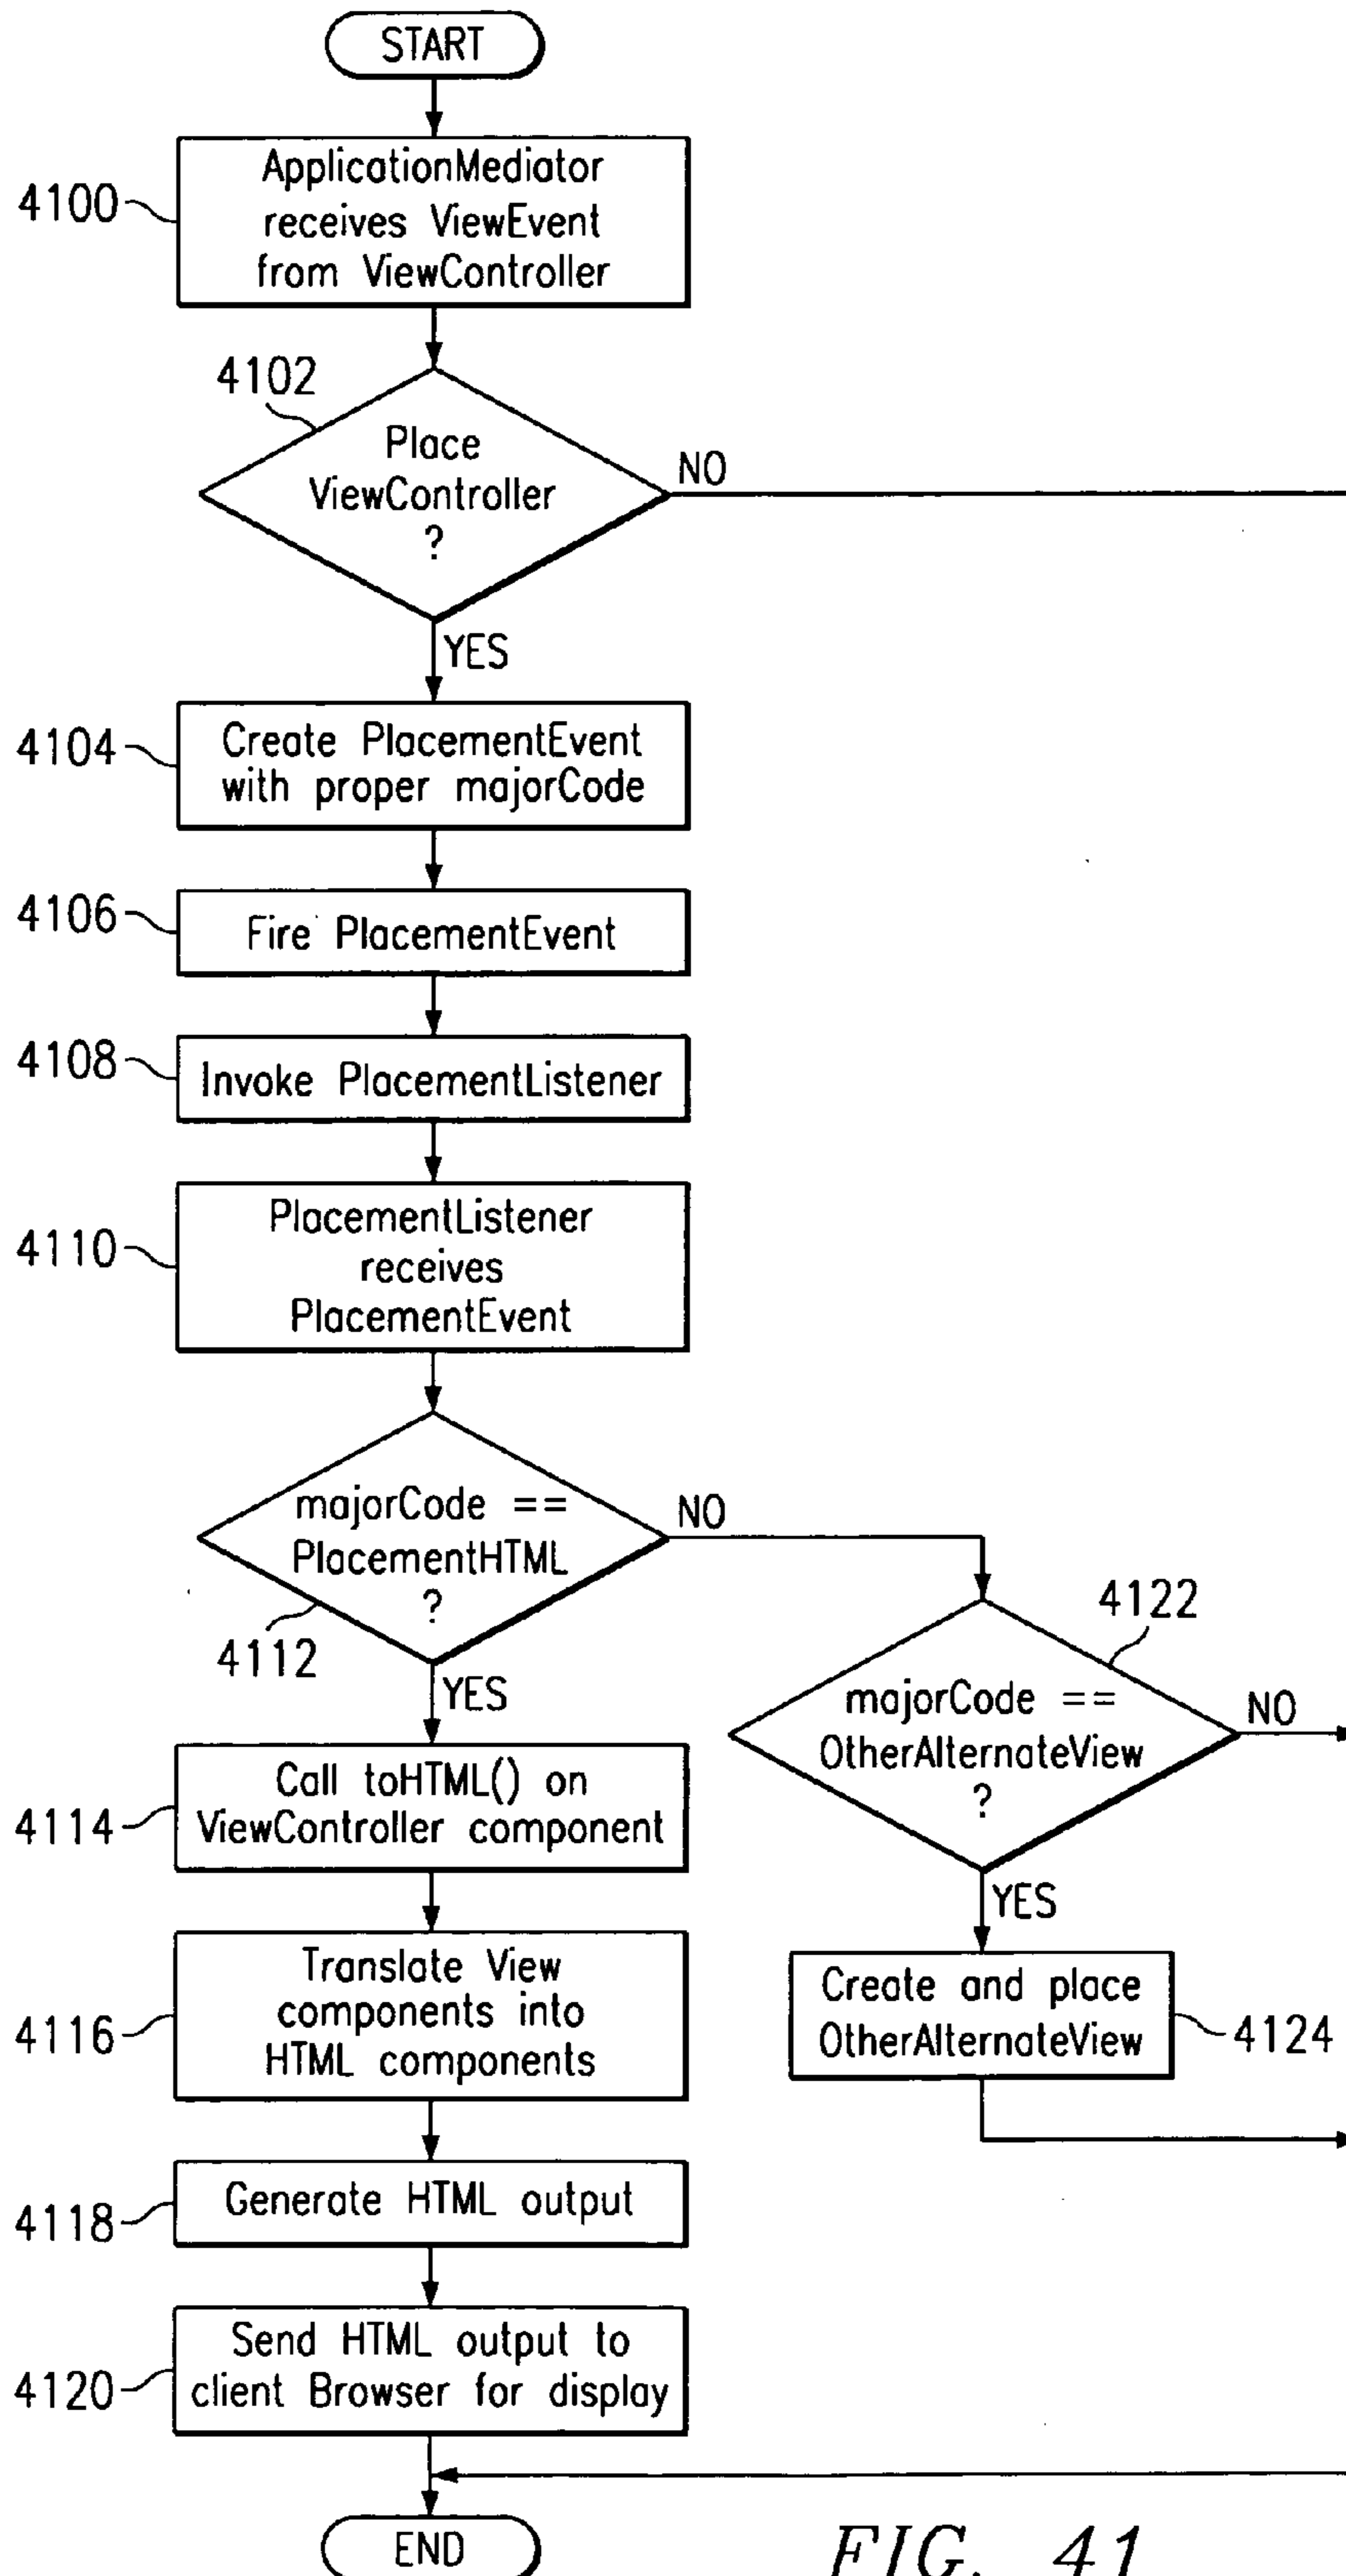 START
4100
ApplicationMediator
receives ViewEvent
from ViewController
4102
Place
ViewController
?
NO
YES
4104
Create PlacementEvent
with proper majorCode
4106
Fire PlacementEvent
4108
Invoke PlacementListener
4110
PlacementListener
receives
PlacementEvent
majorCode ==
PlacementHTML
?
NO
4112
YES
4122
majorCode ==
OtherAlternateView
?
NO
YES
4114
Call toHTML() on
ViewController component
4116
Translate View
components into
HTML components
Create and place
OtherAlternateView
4124
4118
Generate HTML output
4120
Send HTML output to
client Browser for display
END
FIG. 41